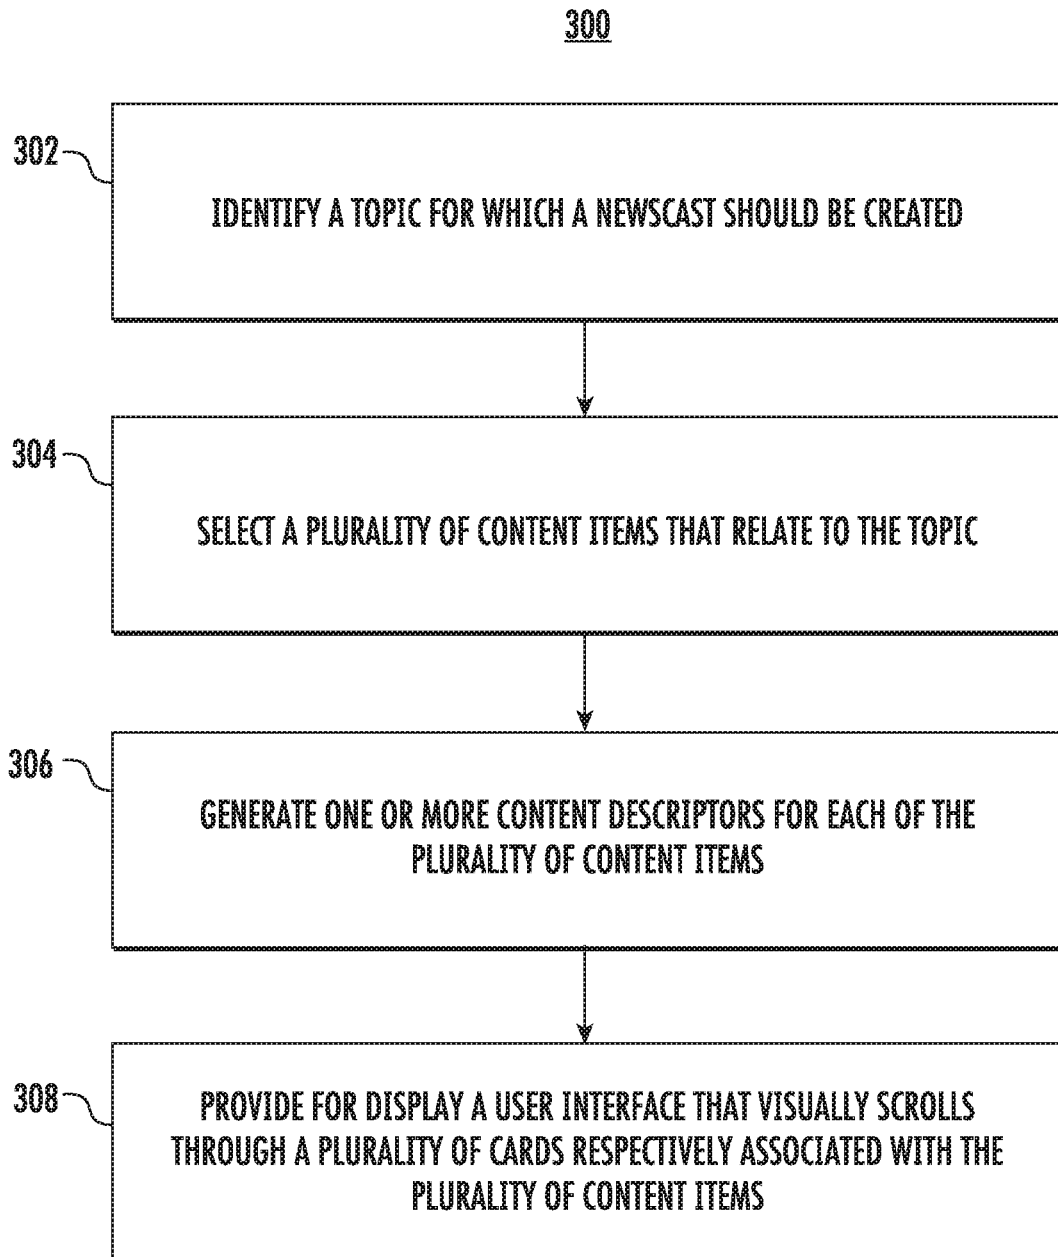 300
302
IDENTIFY A TOPIC FOR WHICH A NEWSCAST SHOULD BE CREATED
304
SELECT A PLURALITY OF CONTENT ITEMS THAT RELATE TO THE TOPIC
306
GENERATE ONE OR MORE CONTENT DESCRIPTORS FOR EACH OF THE
PLURALITY OF CONTENT ITEMS
308
PROVIDE FOR DISPLAY A USER INTERFACE THAT VISUALLY SCROLLS
THROUGH A PLURALITY OF CARDS RESPECTIVELY ASSOCIATED WITH THE
PLURALITY OF CONTENT ITEMS